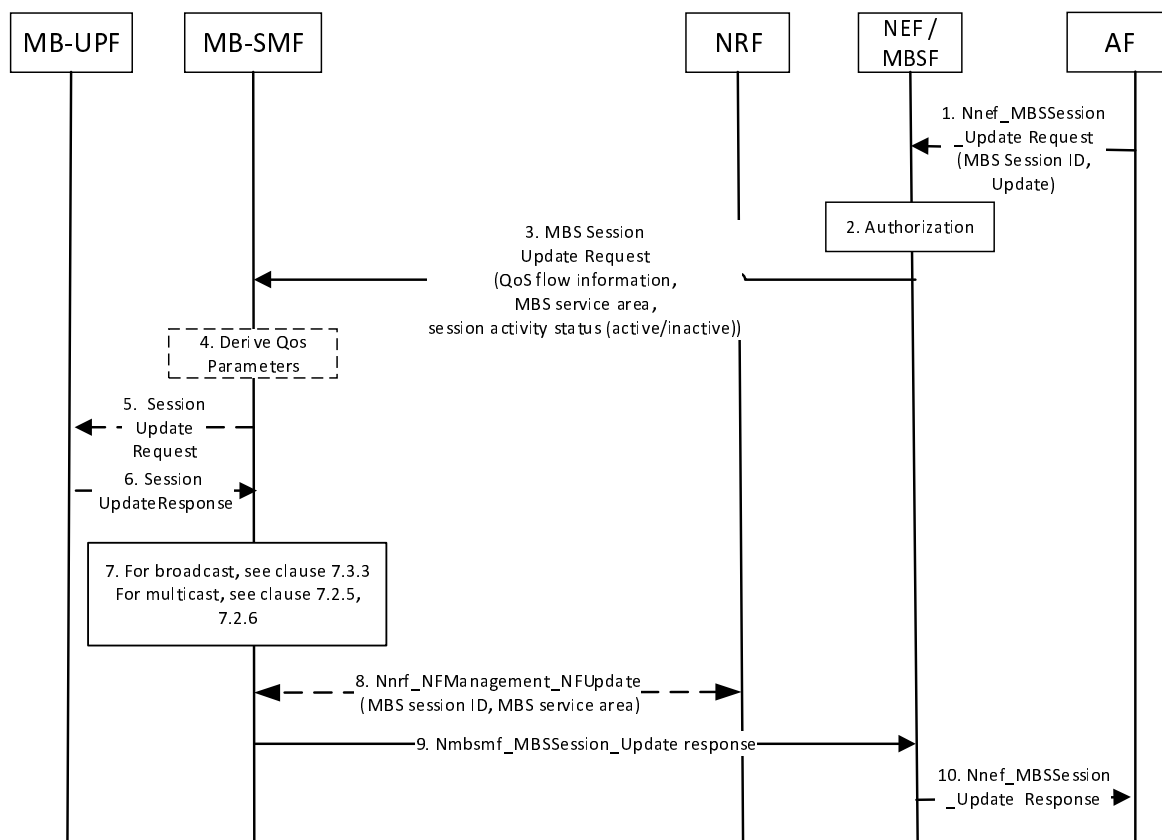 MB-UPF
MB-SMF
NRF
NEF /
MBSF
AF
1. Nnef_MBSSession
_Update Request
(MBS Session ID,
Update)
2. Authorization
3. MBS Session
Update Request
(QoS flow information,
MBS service area,
session activity status (active/inactive))
4. Derive Qos
Parameters
5. Session
Update
Request
6. Session
UpdateResponse
7. For broadcast, see clause 7.3.3
For multicast, see clause 7.2.5,
7.2.6
8. Nnrf_NFManagement_NFUpdate
(MBS session ID, MBS service area)
9. Nmbsmf_MBSSession_Update response
10. Nnef_MBSSession
_Update Response